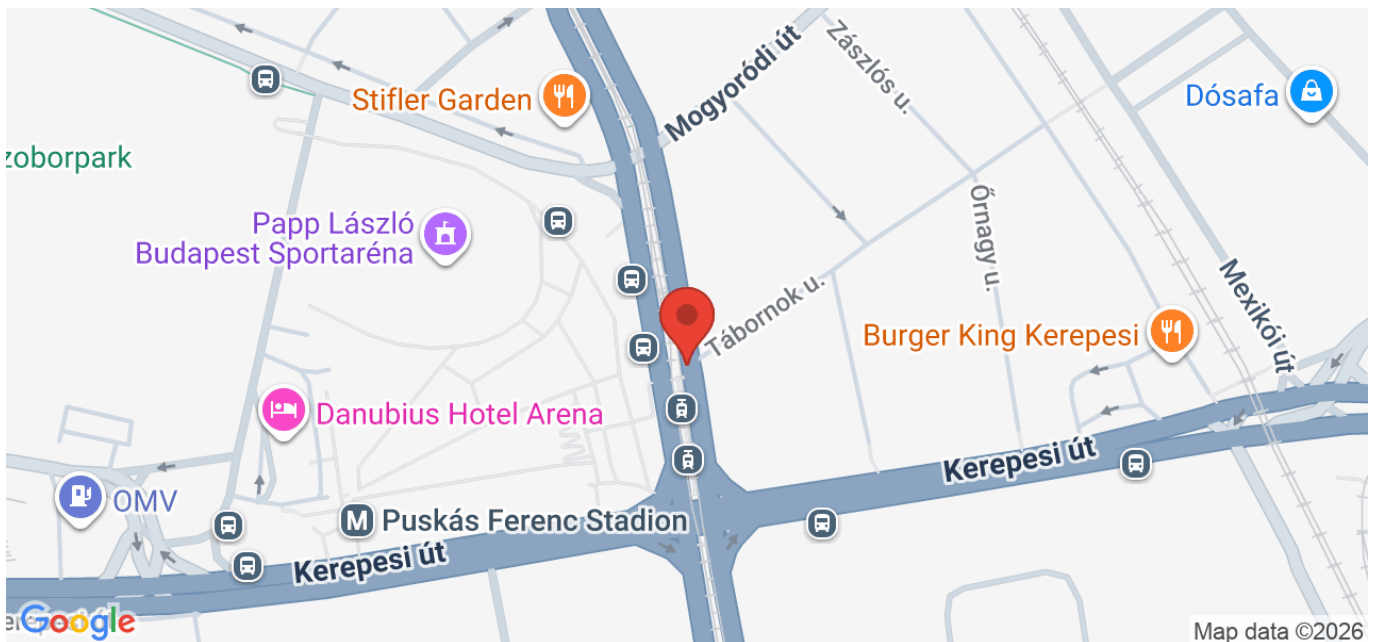 Mogyoródi út
Zászlós u.
Stifler Garden
Dósafa
zoborpark
Papp László
Budapest Sportaréna
Őrnagy u.
Mexikói út
Tábornok u.
Burger King Kerepesi
Danubius Hotel Arena
Kerepesi út
OMV
M
Puskás Ferenc Stadion
Kerepesi út
Google
Map data ©2026